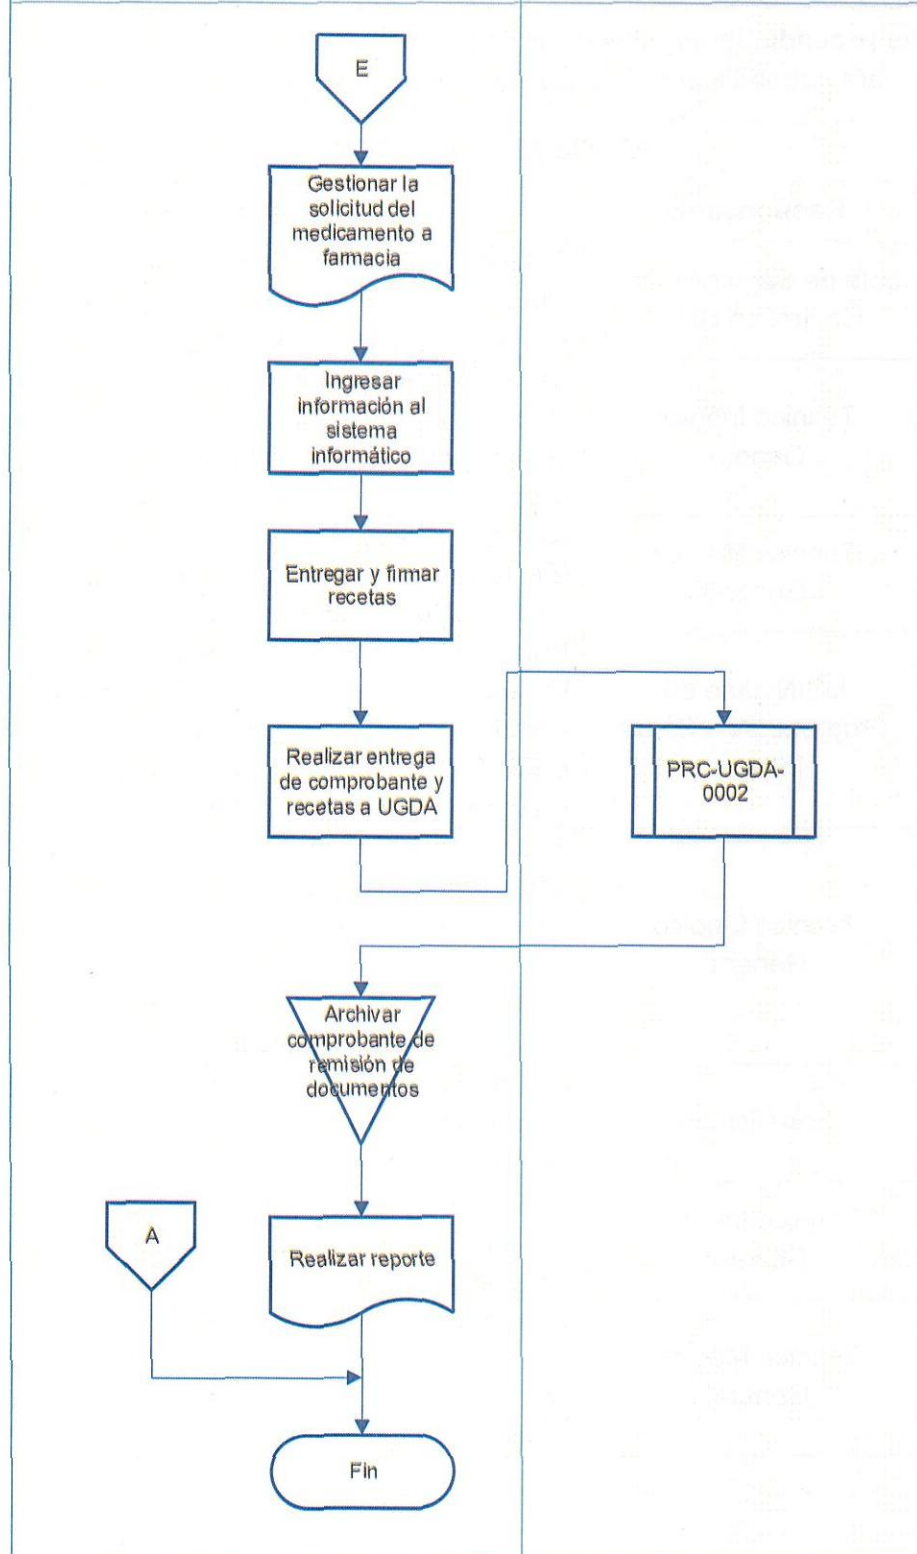 E
Gestionar la
solicitud del
medicamento a
farmacia
Ingresar
información al
sistema
informático
Entregar y firmar
recetas
Realizar entrega
de comprobante y
recetas a UGDA
PRC-UGDA-
0002
Archivar
comprobante de
remisión de
documentos
A
Realizar reporte
Fin